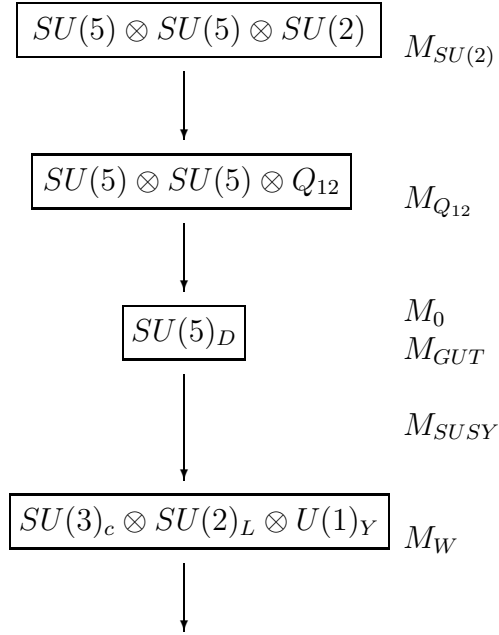 SU(5) ⊗ SU(5) ⊗ SU(2)
M_{SU(2)}
SU(5) ⊗ SU(5) ⊗ Q_{12}
M_{Q_{12}}
M_0
SU(5)_D
M_{GUT}
M_{SUSY}
SU(3)_c ⊗ SU(2)_L ⊗ U(1)_Y
M_W